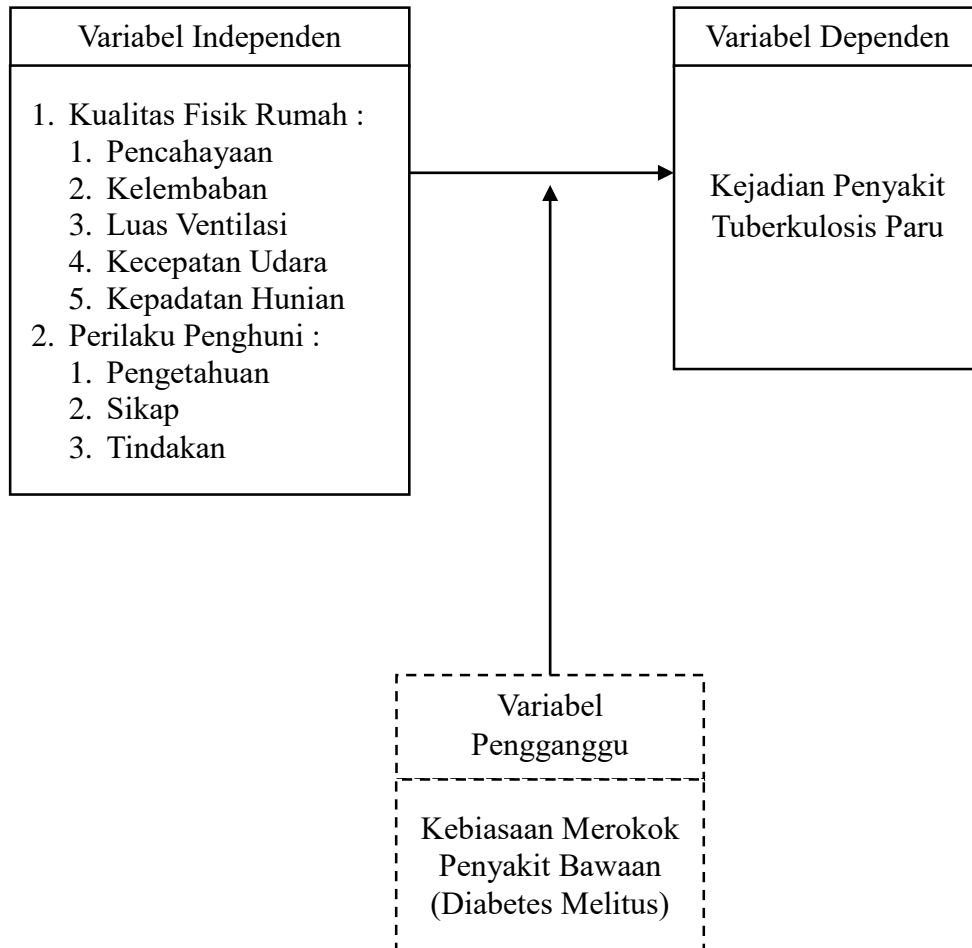 Variabel Independen
1. Kualitas Fisik Rumah :
1. Pencahayaan
2. Kelembaban
3. Luas Ventilasi
4. Kecepatan Udara
5. Kepadatan Hunian
2. Perilaku Penghuni :
1. Pengetahuan
2. Sikap
3. Tindakan
Variabel Dependen
Kejadian Penyakit
Tuberkulosis Paru
Variabel
Pengganggu
Kebiasaan Merokok
Penyakit Bawaan
(Diabetes Melitus)